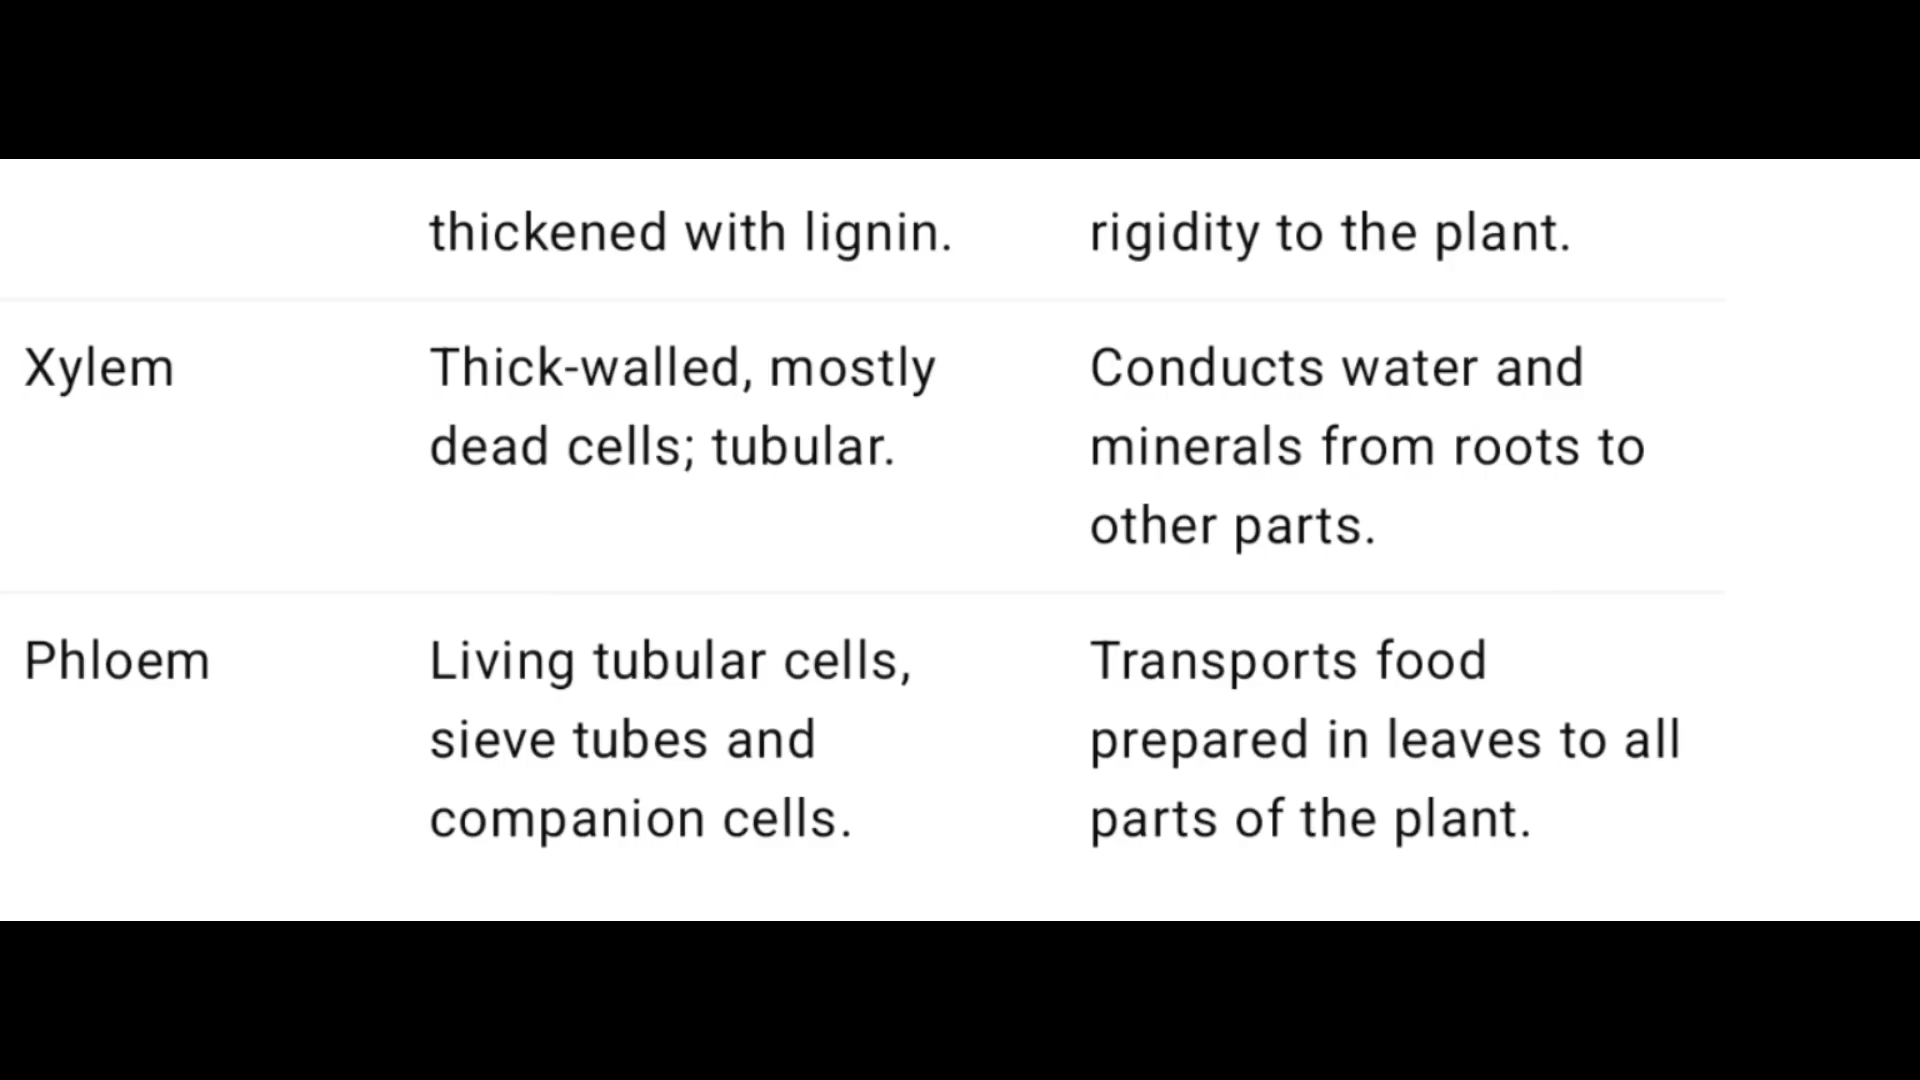 thickened with lignin. rigidity to the plant.
Xylem Thick-walled, mostly Conducts water and
dead cells; tubular. minerals from roots to
other parts.
Phloem Living tubular cells, Transports food
sieve tubes and prepared in leaves to all
companion cells. parts of the plant.